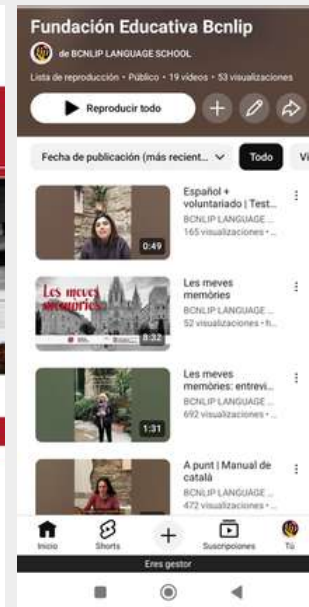 Fundación Educativa Bcnlip
de BCNLIP LANGUAGE SCHOOL
Lista de reproducción • Público • 19 vídeos • 53 visualizaciones
Reproducir todo
Fecha de publicación (más recient...
Todo
Vi
Español +
voluntariado | Test...
BCNLIP LANGUAGE ...
165 visualizaciones • ...
0:49
Les meves
memòries
Les meves
memòries
BCNLIP LANGUAGE ...
52 visualizaciones • h...
8:32
Les meves
memòries: entrevi...
BCNLIP LANGUAGE ...
692 visualizaciones • ...
1:31
A punt | Manual de
català
BCNLIP LANGUAGE ...
472 visualizaciones • ...
Inicio
Shorts
Suscripciones
Tú
Eres gestor